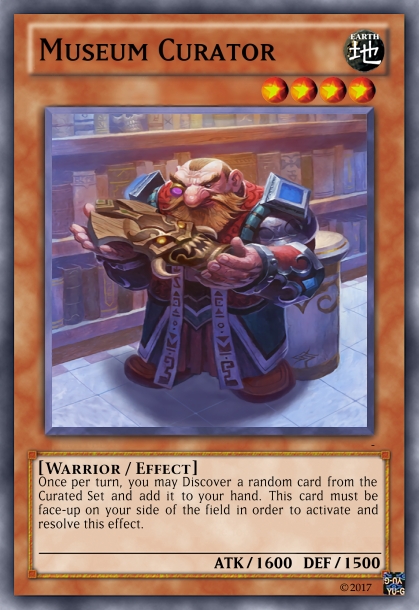 MUSEUM CURATOR
EARTH
地
[WARRIOR / EFFECT]
Once per turn, you may Discover a random card from the
Curated Set and add it to your hand. This card must be
face-up on your side of the field in order to activate and
resolve this effect.
ATK / 1600 DEF / 1500
©2017
YU-G